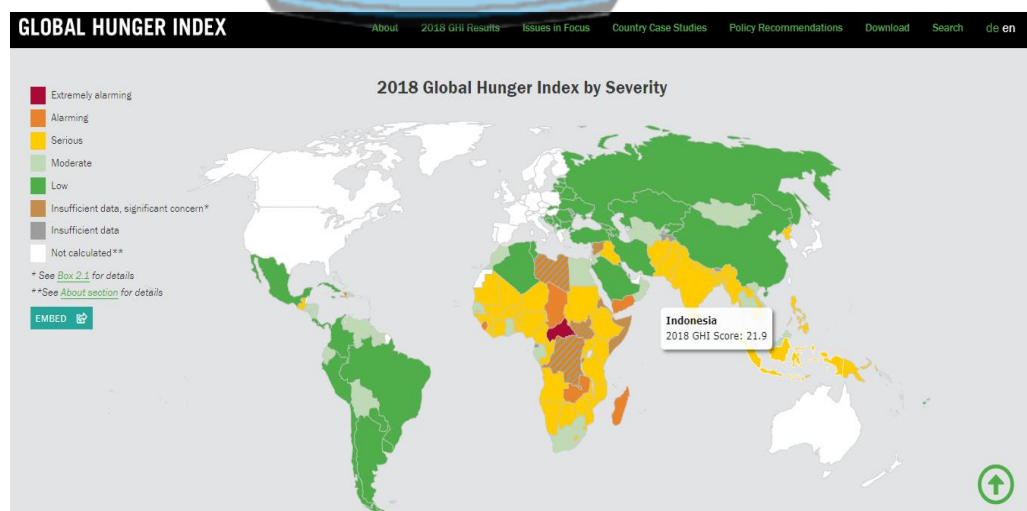 GLOBAL HUNGER INDEX
About 2018 GHI Results Issues in Focus Country Case Studies Policy Recommendations Download Search de en
2018 Global Hunger Index by Severity
Extremely alarming
Alarming
Serious
Moderate
Low
Insufficient data, significant concern*
Insufficient data
Not calculated**
* See Box 2.1 for details
**See About section for details
EMBED
Indonesia
2018 GHI Score: 21.9